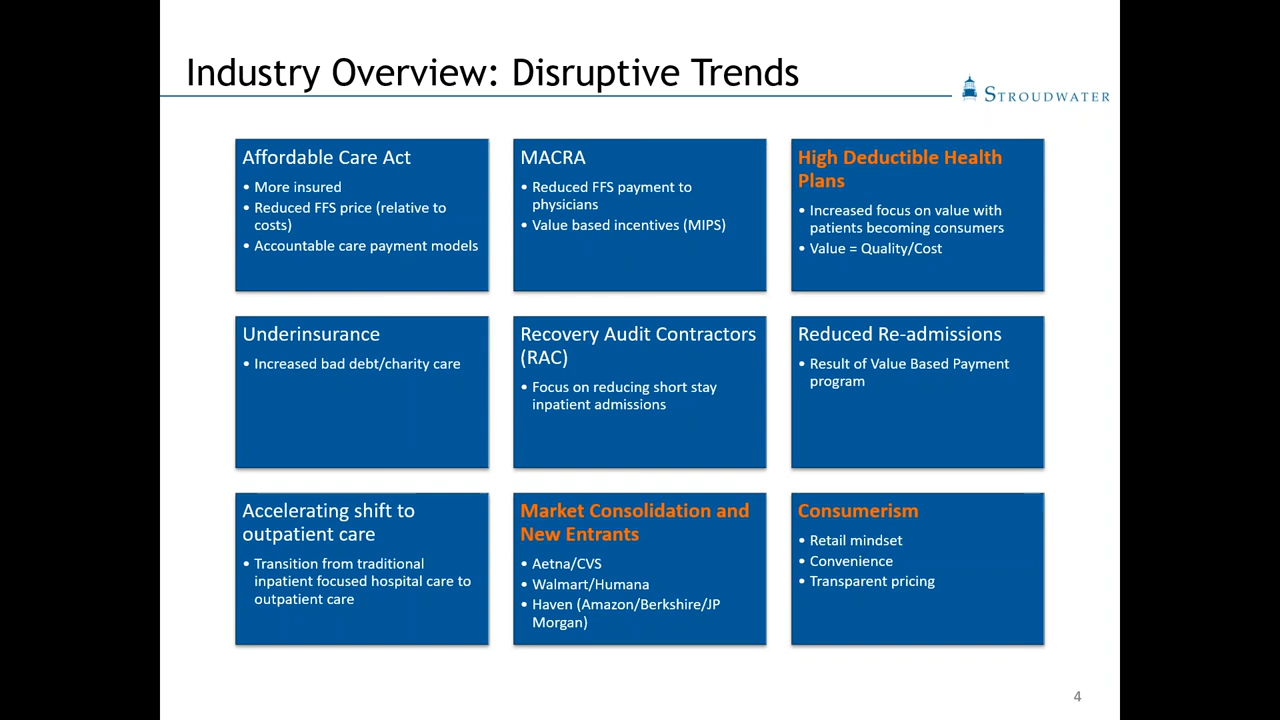 Industry Overview: Disruptive Trends
STROUDWATER
Affordable Care Act
• More insured
• Reduced FFS price (relative to
costs)
• Accountable care payment models
MACRA
• Reduced FFS payment to
physicians
• Value based incentives (MIPS)
High Deductible Health
Plans
• Increased focus on value with
patients becoming consumers
• Value = Quality/Cost
Underinsurance
• Increased bad debt/charity care
Recovery Audit Contractors
(RAC)
• Focus on reducing short stay
inpatient admissions
Reduced Re-admissions
• Result of Value Based Payment
program
Accelerating shift to
outpatient care
• Transition from traditional
inpatient focused hospital care to
outpatient care
Market Consolidation and
New Entrants
• Aetna/CVS
• Walmart/Humana
• Haven (Amazon/Berkshire/JP
Morgan)
Consumerism
• Retail mindset
• Convenience
• Transparent pricing
4